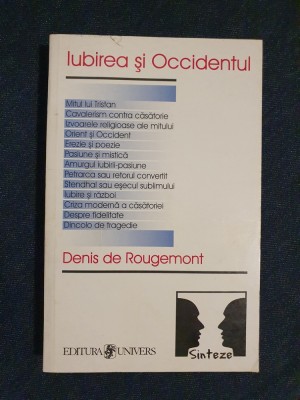 Iubirea şi Occidentul
Mitul lui Tristan
Cavalerism contra căsătorie
Izvoarele religioase ale mitului
Orient şi Occident
Erezie şi poezie
Pasiune şi mistică
Amurgul iubirii-pasiune
Petrarca sau retorul convertit
Stendhal sau eşecul sublimului
Iubire şi război
Criza modernă a căsătoriei
Despre fidelitate
Dincolo de tragedie
Denis de Rougemont
EDITURA UNIVERS
Sinteze